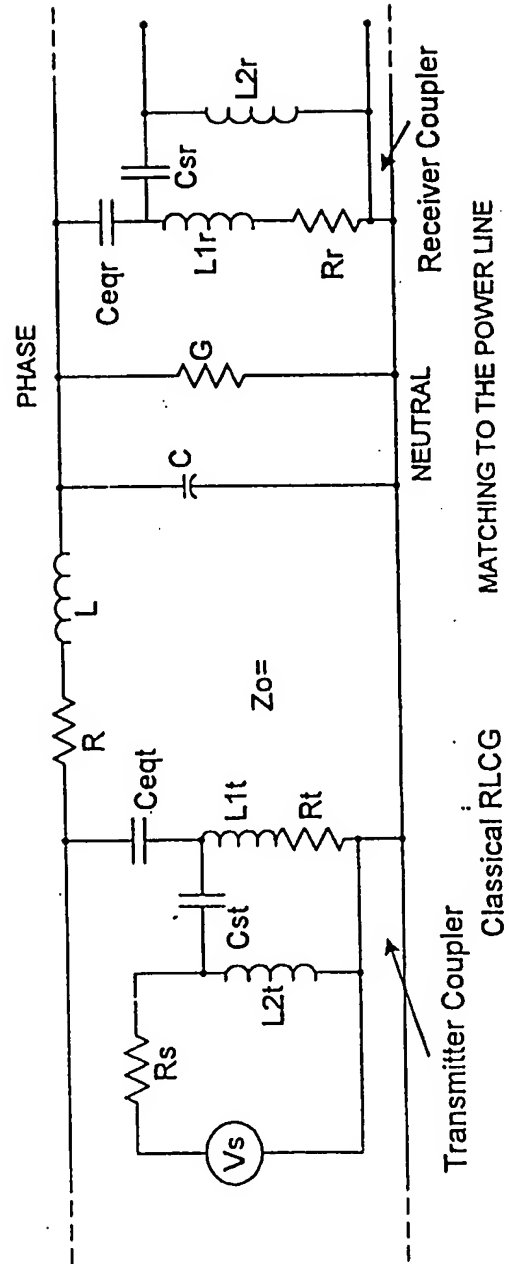 PHASE
R
L
C
G
Ceqr
Csr
L1r
L2r
Rr
Ceqt
Cst
L1t
Rt
L2t
Rs
Vs
Zo=
NEUTRAL
Transmitter Coupler
Receiver Coupler
Classical RLCG
MATCHING TO THE POWER LINE